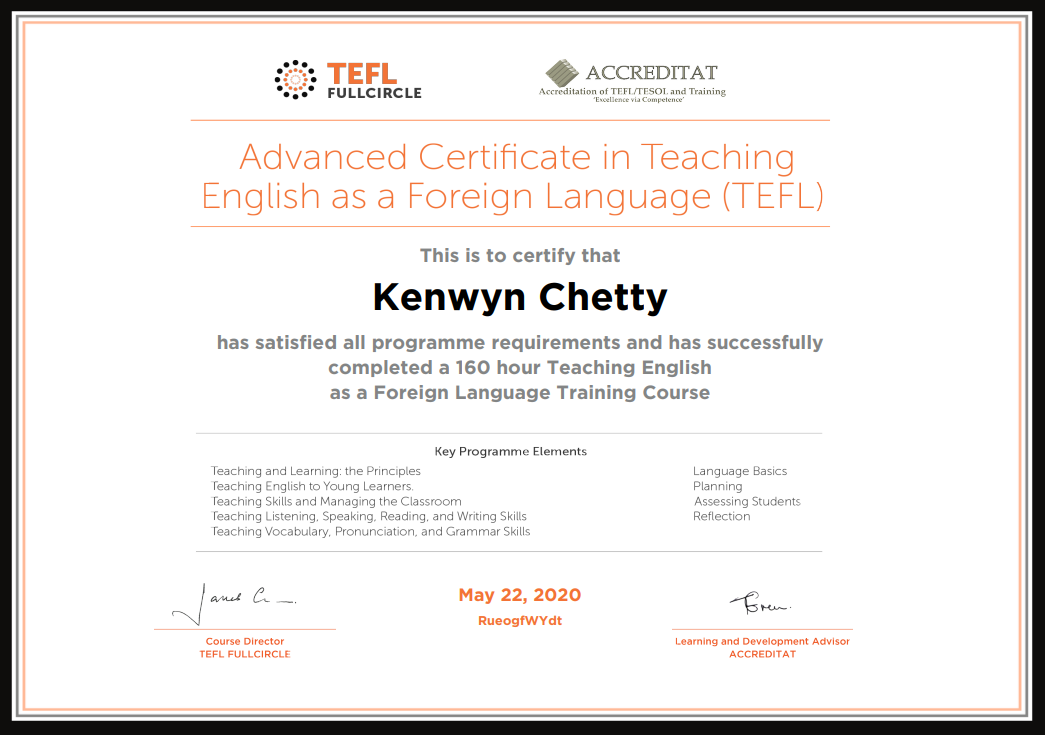 TEFL
FULLCIRCLE
ACCREDITAT
Accreditation of TEFL/TESOL and Training
'Excellence via Competence'
Advanced Certificate in Teaching
English as a Foreign Language (TEFL)
This is to certify that
Kenwyn Chetty
has satisfied all programme requirements and has successfully
completed a 160 hour Teaching English
as a Foreign Language Training Course
Key Programme Elements
Teaching and Learning: the Principles
Teaching English to Young Learners.
Teaching Skills and Managing the Classroom
Teaching Listening, Speaking, Reading, and Writing Skills
Teaching Vocabulary, Pronunciation, and Grammar Skills
Language Basics
Planning
Assessing Students
Reflection
May 22, 2020
RueogfWYdt
Course Director
TEFL FULLCIRCLE
Learning and Development Advisor
ACCREDITAT